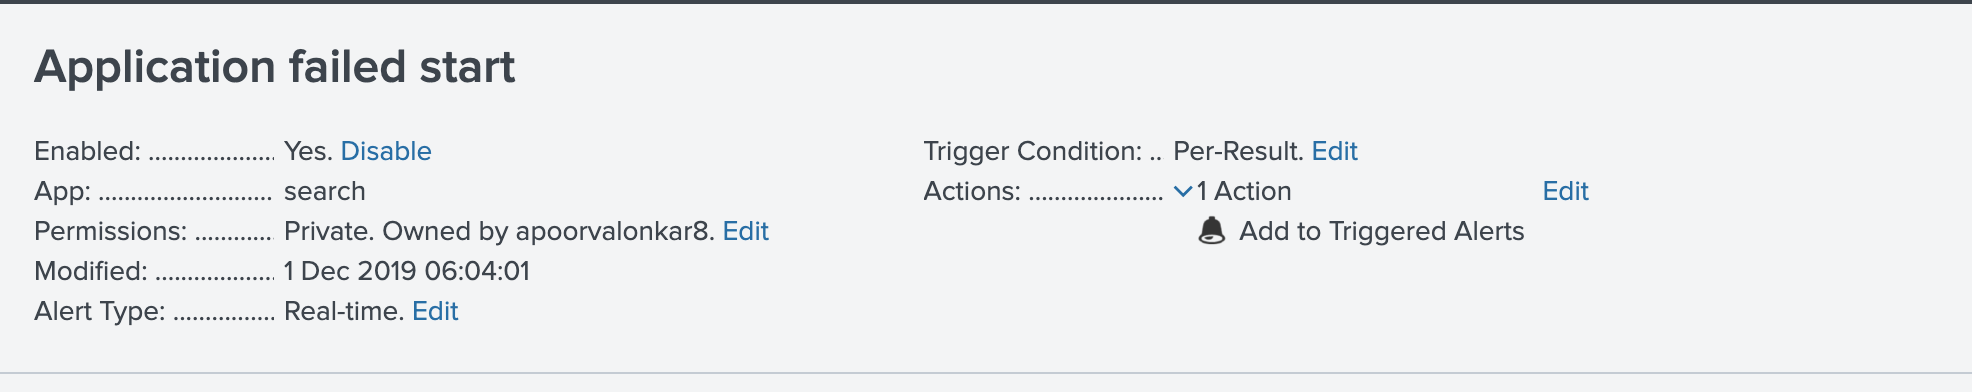 Application failed start
Enabled: .................... Yes. Disable
App: ........................... search
Permissions: ............ Private. Owned by apoorvalonkar8. Edit
Modified: ................... 1 Dec 2019 06:04:01
Alert Type: ................ Real-time. Edit
Trigger Condition: .. Per-Result. Edit
Actions: ..................... 1 Action Edit
Add to Triggered Alerts